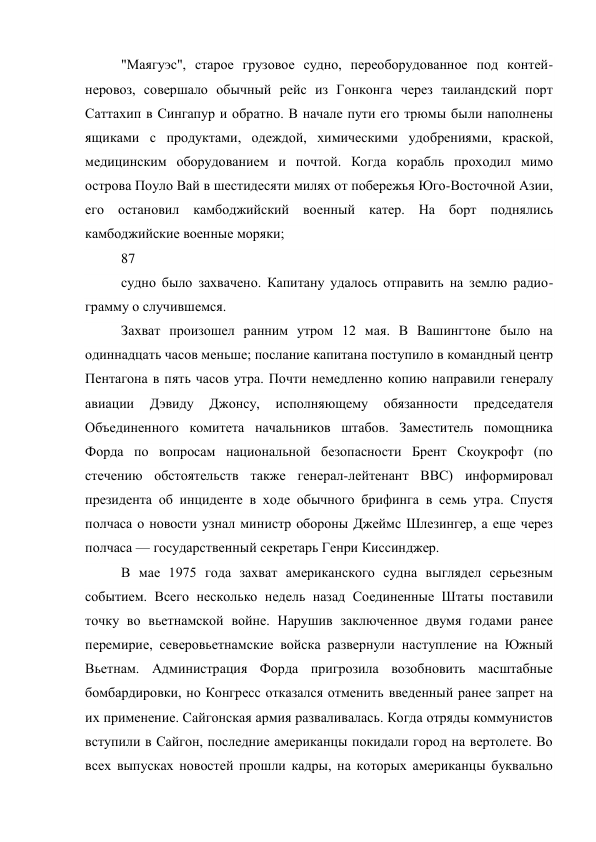 "Маягуэс", старое грузовое судно, переоборудованное под контей-
неровоз, совершало обычный рейс из Гонконга через таиландский порт
Саттахип в Сингапур и обратно. В начале пути его трюмы были наполнены
ящиками с продуктами, одеждой, химическими удобрениями, краской,
медицинским оборудованием и почтой. Когда корабль проходил мимо
острова Поуло Вай в шестидесяти милях от побережья Юго-Восточной Азии,
его остановил камбоджийский военный катер. На борт поднялись
камбоджийские военные моряки;
87
судно было захвачено. Капитану удалось отправить на землю радио-
грамму о случившемся.
Захват произошел ранним утром 12 мая. В Вашингтоне было на
одиннадцать часов меньше; послание капитана поступило в командный центр
Пентагона в пять часов утра. Почти немедленно копию направили генералу
авиации Дэвиду Джонсу, исполняющему обязанности председателя
Объединенного комитета начальников штабов. Заместитель помощника
Форда по вопросам национальной безопасности Брент Скоукрофт (по
стечению обстоятельств также генерал-лейтенант ВВС) информировал
президента об инциденте в ходе обычного брифинга в семь утра. Спустя
полчаса о новости узнал министр обороны Джеймс Шлезингер, а еще через
полчаса — государственный секретарь Генри Киссинджер.
В мае 1975 года захват американского судна выглядел серьезным
событием. Всего несколько недель назад Соединенные Штаты поставили
точку во вьетнамской войне. Нарушив заключенное двумя годами ранее
перемирие, северовьетнамские войска развернули наступление на Южный
Вьетнам. Администрация Форда пригрозила возобновить масштабные
бомбардировки, но Конгресс отказался отменить введенный ранее запрет на
их применение. Сайгонская армия разваливалась. Когда отряды коммунистов
вступили в Сайгон, последние американцы покидали город на вертолете. Во
всех выпусках новостей прошли кадры, на которых американцы буквально